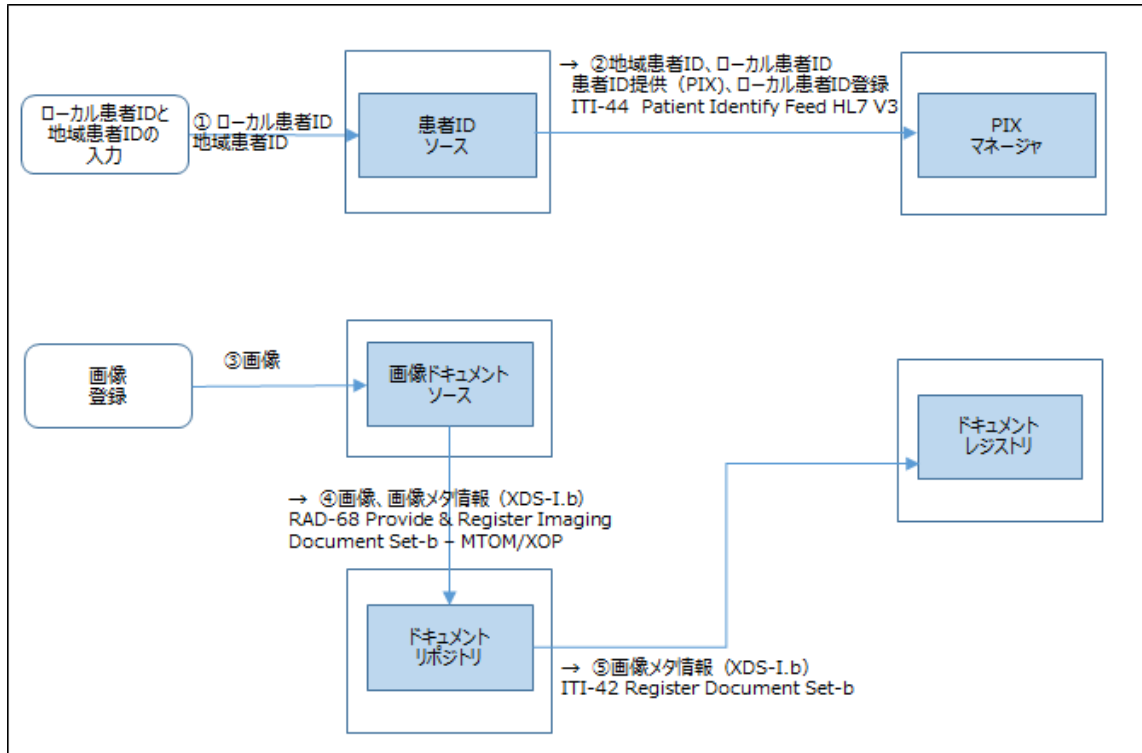 → ②地域患者ID、ローカル患者ID
患者ID提供（PIX）、ローカル患者ID登録
ITI-44 Patient Identify Feed HL7 V3
ローカル患者IDと
地域患者IDの
入力
① ローカル患者ID
地域患者ID
患者ID
ソース
PIX
マネージャ
③画像
画像
登録
画像ドキュメント
ソース
ドキュメント
レジストリ
→ ④画像、画像メタ情報（XDS-I.b）
RAD-68 Provide & Register Imaging
Document Set-b – MTOM/XOP
ドキュメント
リポジトリ
→ ⑤画像メタ情報（XDS-I.b）
ITI-42 Register Document Set-b